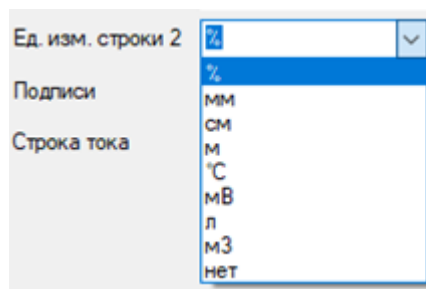 Ед. изм. строки 2 %
%
Подписи
мм
см
Строка тока
м
°C
мВ
л
м3
нет